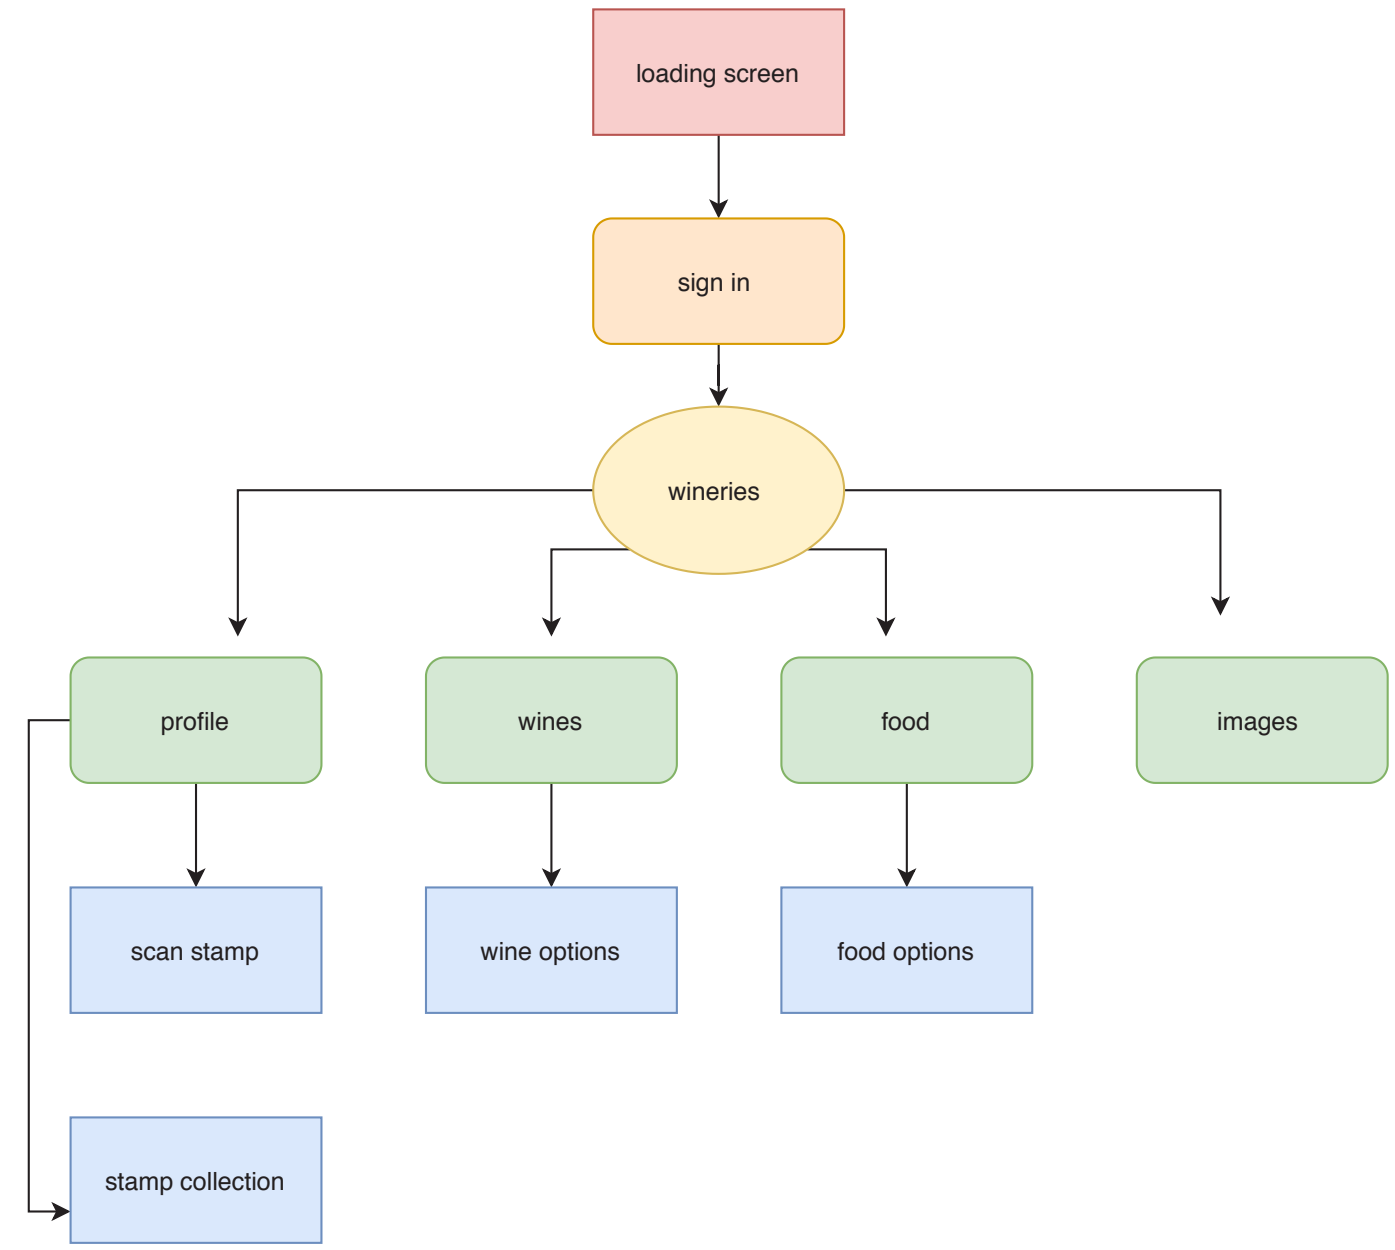 loading screen
sign in
wineries
profile
wines
food
images
scan stamp
wine options
food options
stamp collection